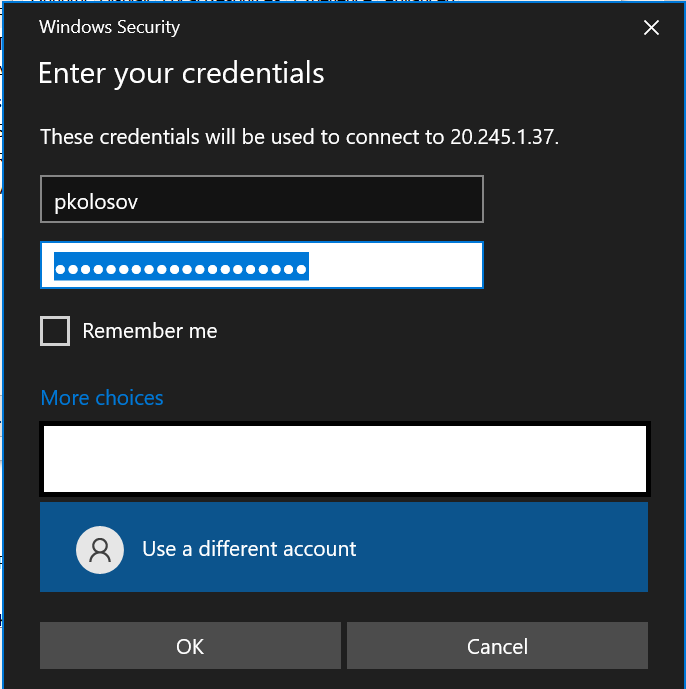 Windows Security
Enter your credentials
These credentials will be used to connect to 20.245.1.37.
pkolosov
●●●●●●●●●●●●●●●●●●●●
Remember me
More choices
Use a different account
OK
Cancel